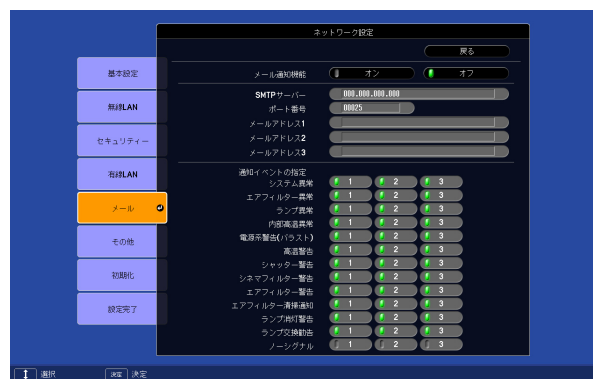 ネットワーク設定
戻る
基本設定
無線LAN
セキュリティー
有線LAN
メール
その他
初期化
設定完了
メール通知機能 オン オフ
SMTPサーバー 000.000.000.000
ポート番号 00025
メールアドレス1
メールアドレス2
メールアドレス3
通知イベントの指定
システム異常 1 2 3
エアフィルター異常 1 2 3
ランプ異常 1 2 3
内部高温異常 1 2 3
電源系警告(バラスト) 1 2 3
高温警告 1 2 3
シャッター警告 1 2 3
シネマフィルター警告 1 2 3
エアフィルター警告 1 2 3
エアフィルター清掃通知 1 2 3
ランプ消灯警告 1 2 3
ランプ交換勧告 1 2 3
ノーシグナル 1 2 3
選択 決定 決定